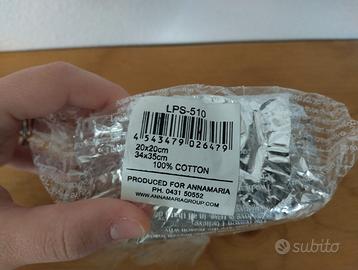 LPS-510
4 543479 026479
20x20cm
34x35cm
100% COTTON
PRODUCED FOR ANNAMARIA
PH. 0431 50552
WWW.ANNAMARIAGROUP.COM
subito